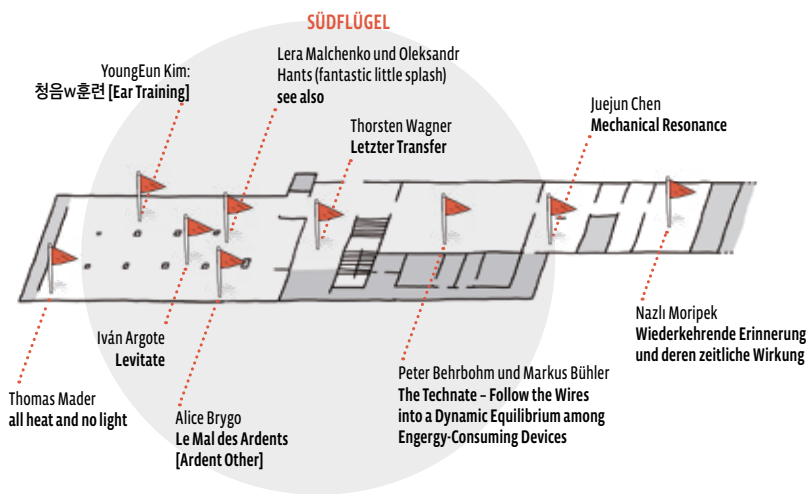 SÜDFLÜGEL
YoungEun Kim:
청음w훈련 [Ear Training]
Lera Malchenko und Oleksandr
Hants (fantastic little splash)
see also
Thorsten Wagner
Letzter Transfer
Juejun Chen
Mechanical Resonance
Thomas Mader
all heat and no light
Iván Argote
Levitate
Alice Brygo
Le Mal des Ardents
[Ardent Other]
Peter Behrbohm und Markus Bühler
The Technate – Follow the Wires
into a Dynamic Equilibrium among
Engergy-Consuming Devices
Nazlı Moripek
Wiederkehrende Erinnerung
und deren zeitliche Wirkung